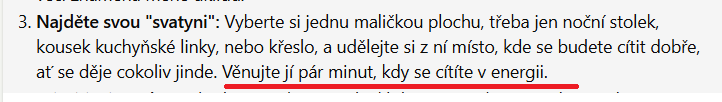 3. Najděte svou "svatyni": Vyberte si jednu maličkou plochu, třeba jen noční stolek,
kousek kuchyňské linky, nebo křeslo, a udělejte si z ní místo, kde se budete cítit dobře,
ať se děje cokoliv jinde. Věnujte jí pár minut, kdy se cítíte v energii.